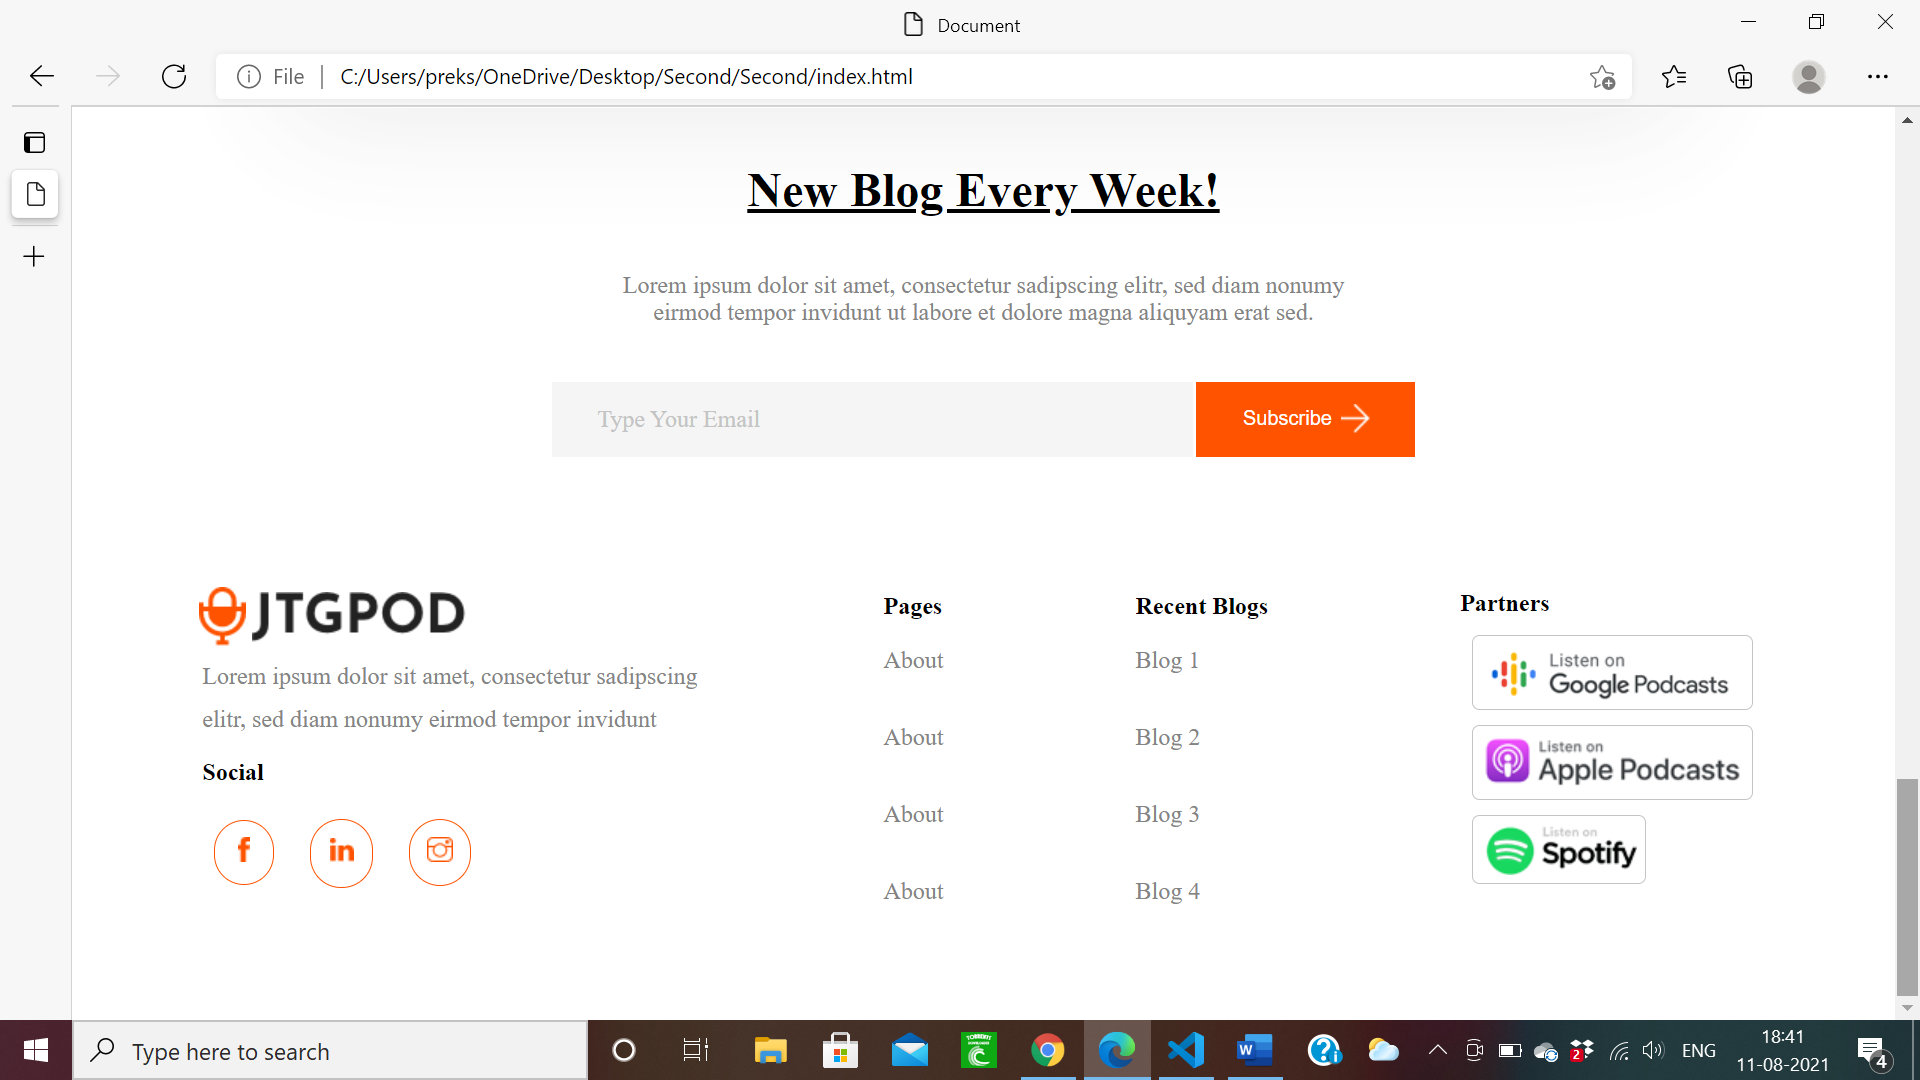 Document
File
C:/Users/preks/OneDrive/Desktop/Second/Second/index.html
New Blog Every Week!
Lorem ipsum dolor sit amet, consectetur sadipscing elitr, sed diam nonumy
eirmod tempor invidunt ut labore et dolore magna aliquyam erat sed.
Type Your Email
Subscribe
JTGPOD
Lorem ipsum dolor sit amet, consectetur sadipscing
elitr, sed diam nonumy eirmod tempor invidunt
Social
f
in
Pages
About
About
About
About
Recent Blogs
Blog 1
Blog 2
Blog 3
Blog 4
Partners
Listen on
Google Podcasts
Listen on
Apple Podcasts
Listen on
Spotify
Type here to search
W
2
ENG
18:41
11-08-2021
4